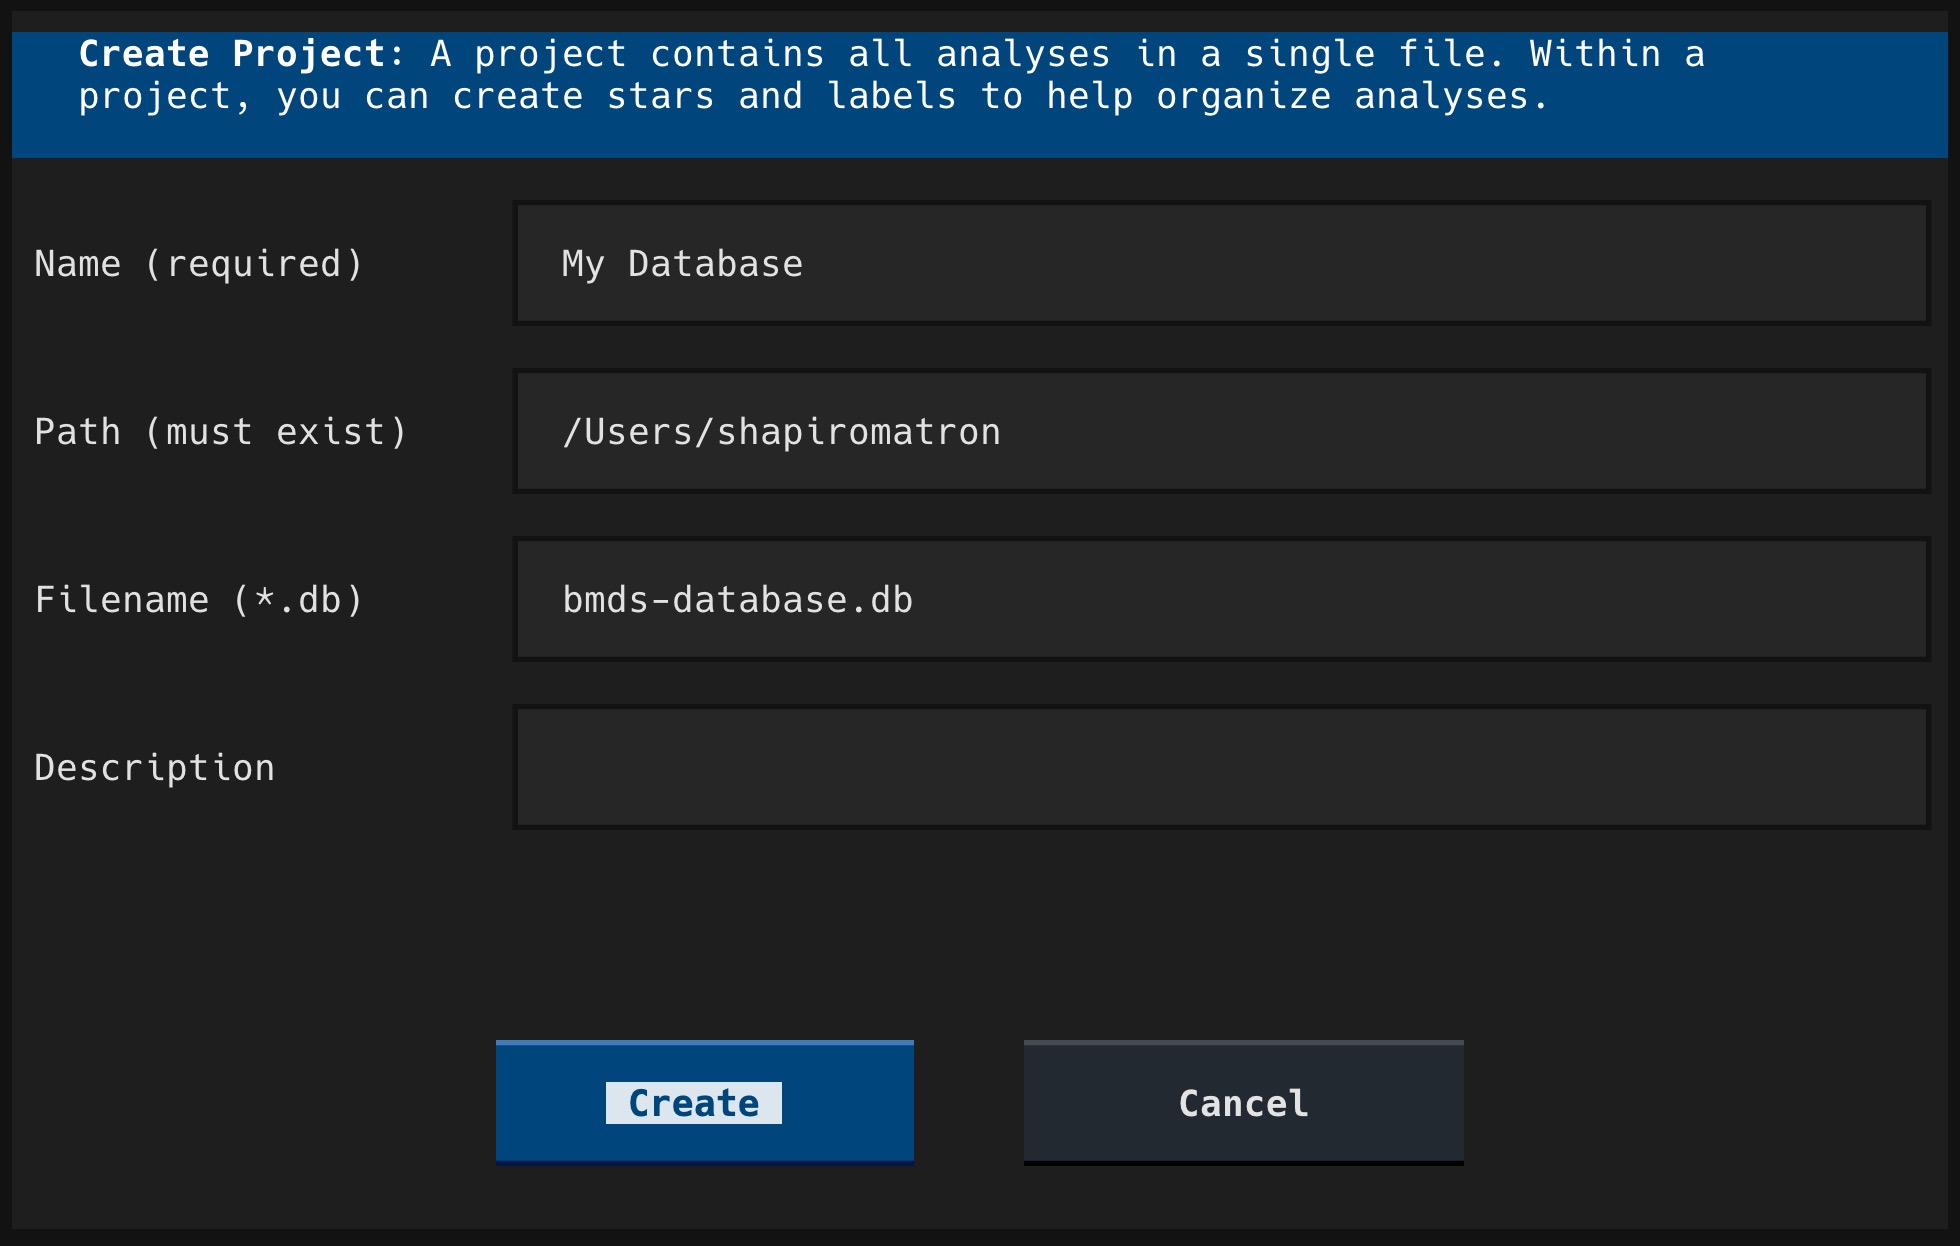 Create Project: A project contains all analyses in a single file. Within a
project, you can create stars and labels to help organize analyses.
Name (required)
My Database
Path (must exist)
/Users/shapiromatron
Filename (*.db)
bmds-database.db
Description
Create
Cancel